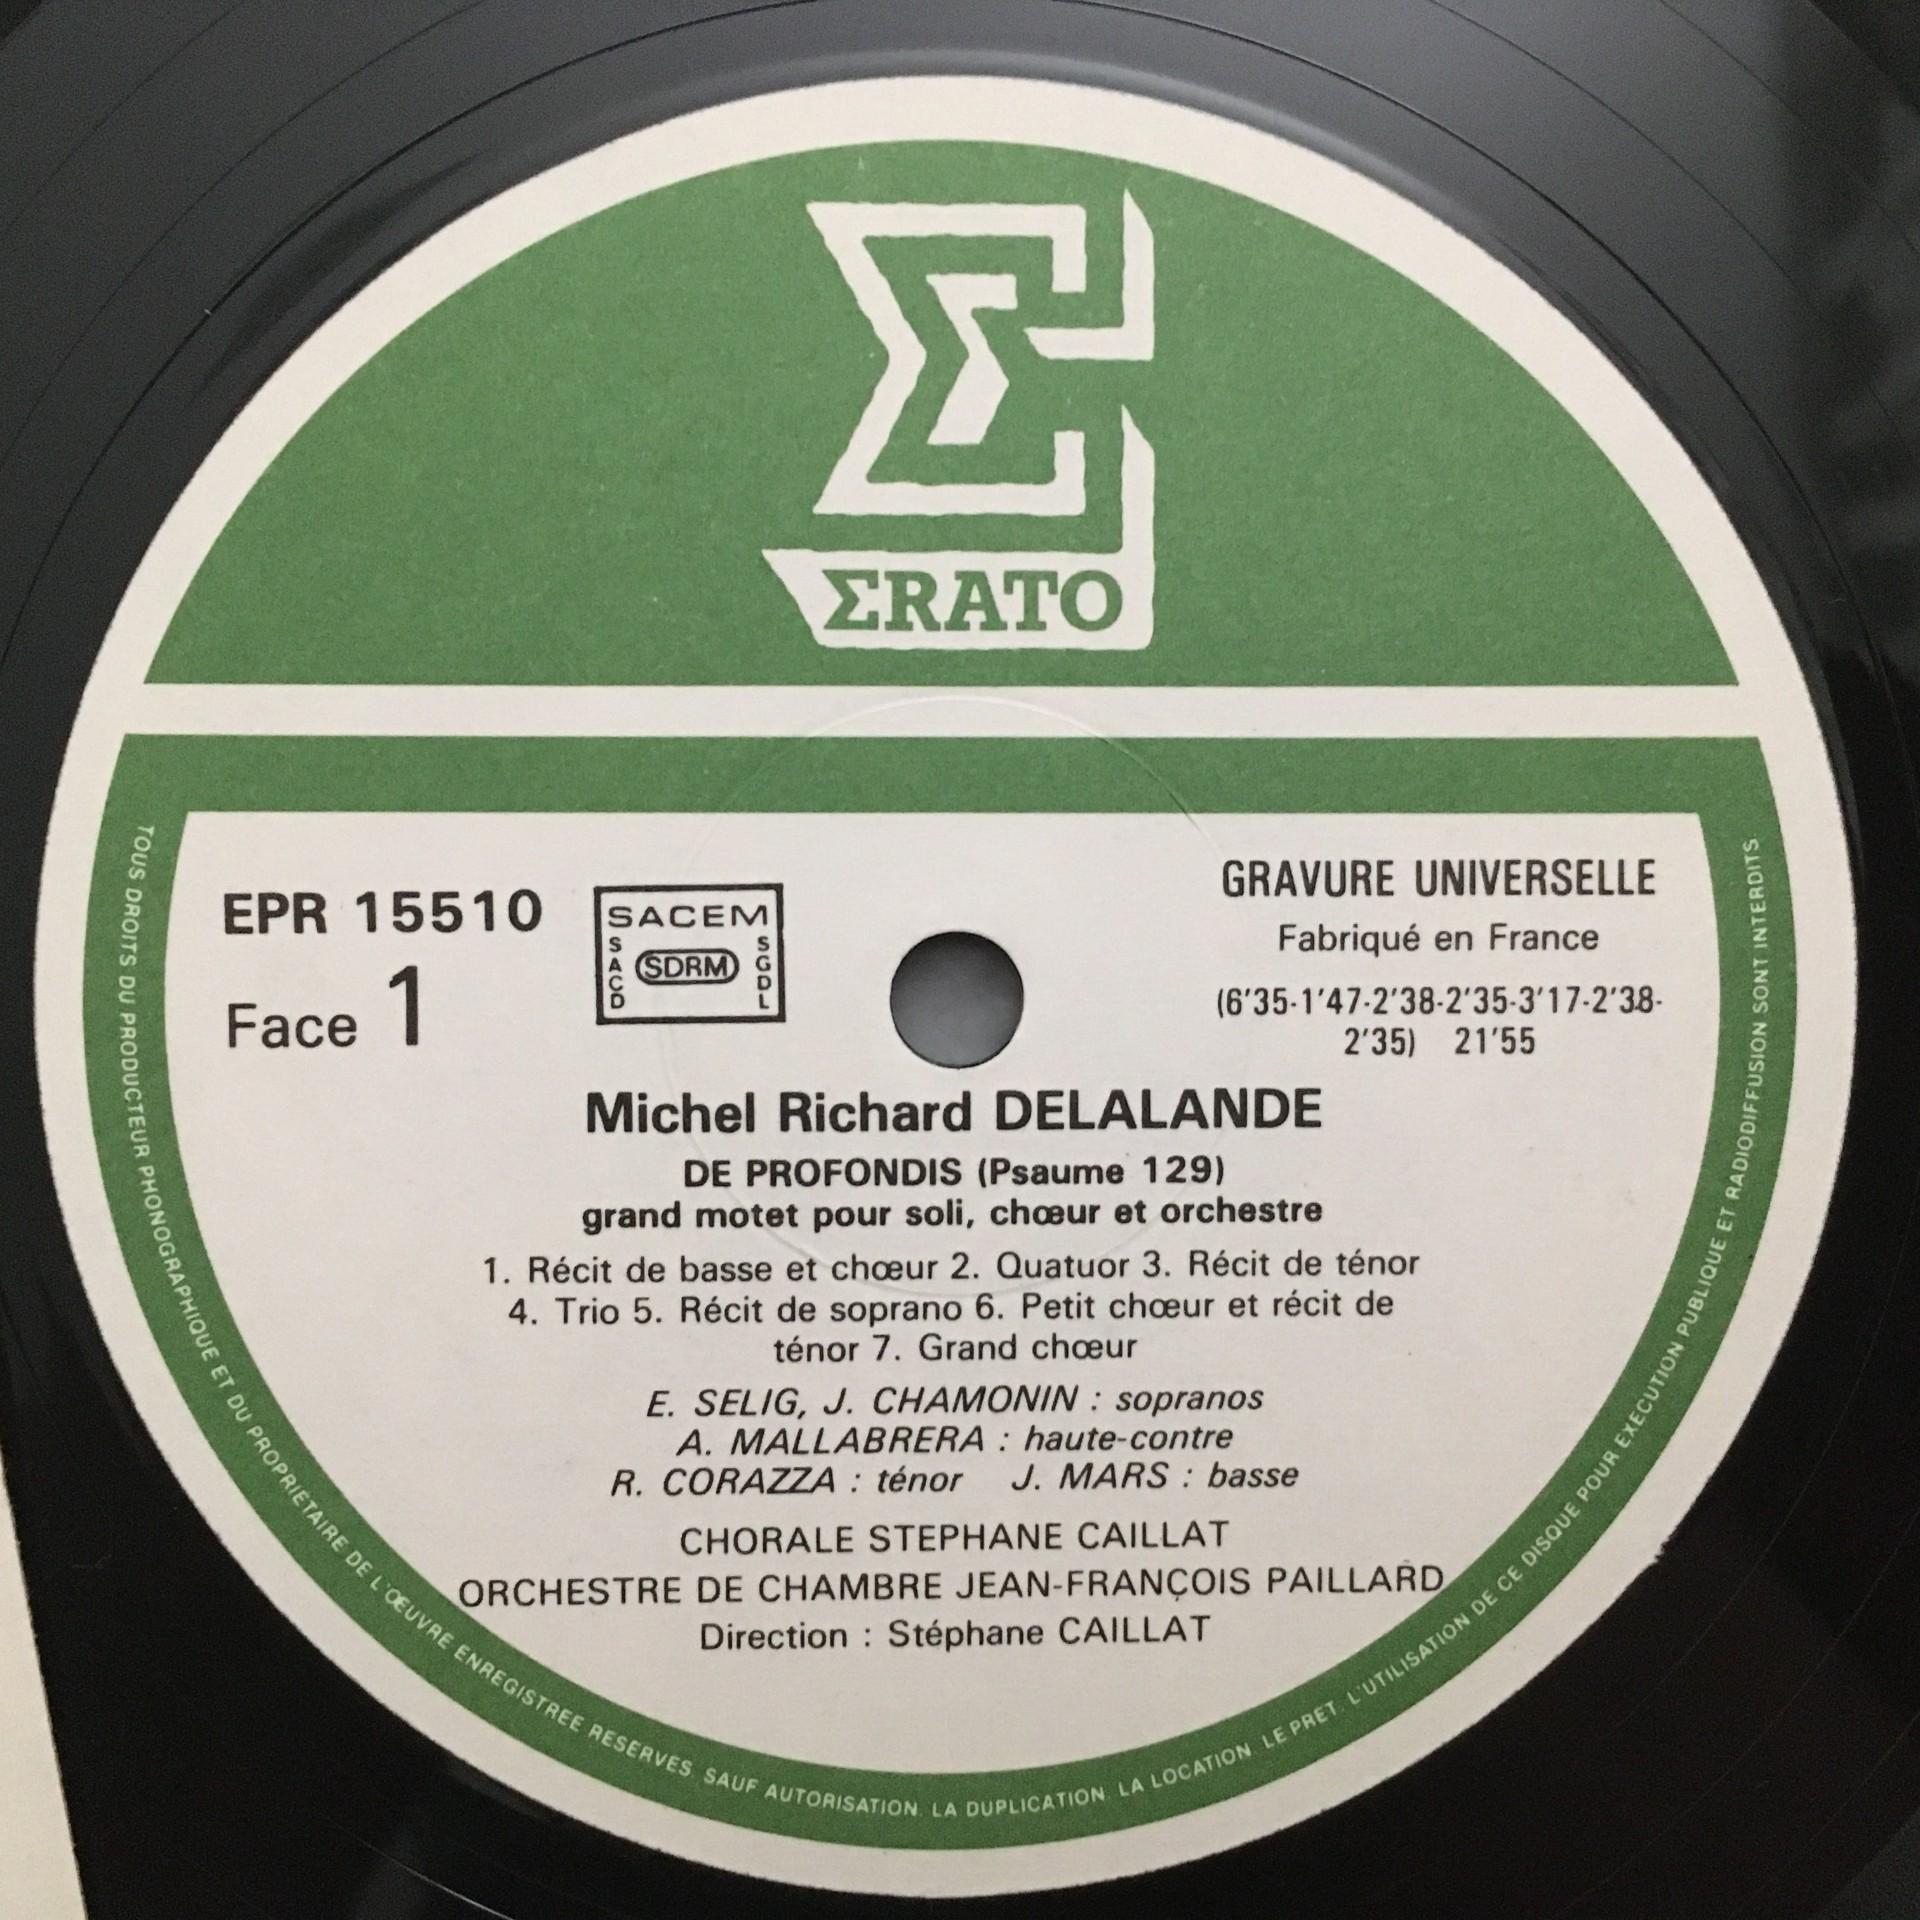 ΣRATO
EPR 15510
Face 1
SACEM
SACD
SDRM
SGDL
GRAVURE UNIVERSELLE
Fabriqué en France
(6'35-1'47-2'38-2'35-3'17-2'38-
2'35) 21'55
Michel Richard DELALANDE
DE PROFONDIS (Psaume 129)
grand motet pour soli, chœur et orchestre
1. Récit de basse et chœur 2. Quatuor 3. Récit de ténor
4. Trio 5. Récit de soprano 6. Petit chœur et récit de
ténor 7. Grand chœur
E. SELIG, J. CHAMONIN : sopranos
A. MALLABRERA : haute-contre
R. CORAZZA : ténor J. MARS : basse
CHORALE STEPHANE CAILLAT
ORCHESTRE DE CHAMBRE JEAN-FRANÇOIS PAILLARD
Direction : Stéphane CAILLAT
TOUS DROITS DU PRODUCTEUR PHONOGRAPHIQUE ET DU PROPRIÉTAIRE DE L'ŒUVRE ENREGISTREE RESERVES. SAUF AUTORISATION. LA DUPLICATION. LA LOCATION. LE PRET. L'UTILISATION DE CE DISQUE POUR EXECUTION PUBLIQUE ET RADIODIFFUSION SONT INTERDITS